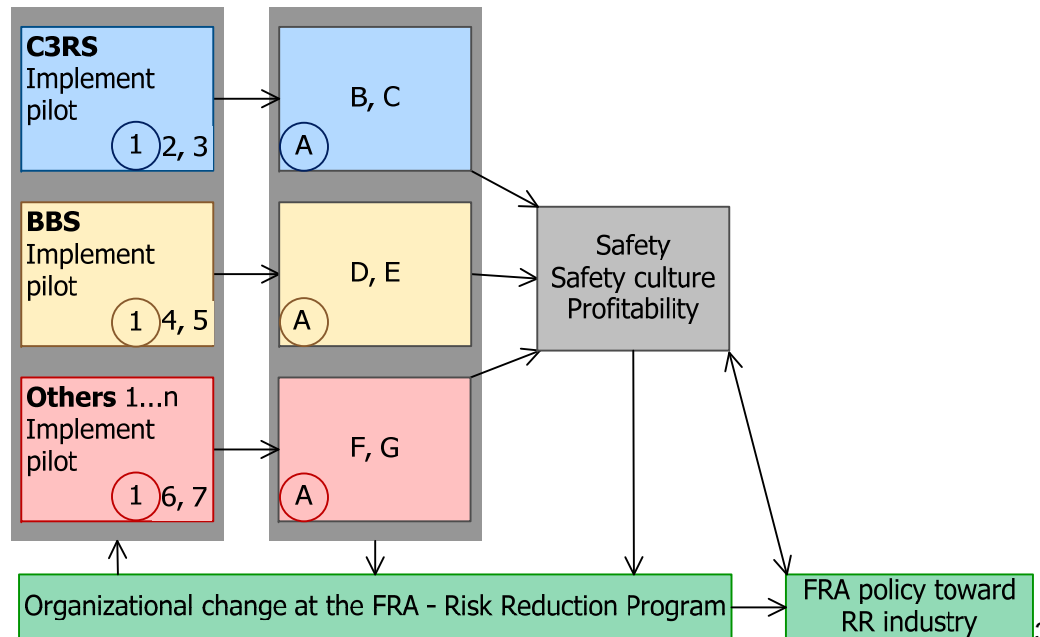 C3RS
Implement
pilot
1 2, 3
B, C
A
BBS
Implement
pilot
1 4, 5
D, E
A
Others 1...n
Implement
pilot
1 6, 7
F, G
A
Safety
Safety culture
Profitability
Organizational change at the FRA - Risk Reduction Program
FRA policy toward
RR industry